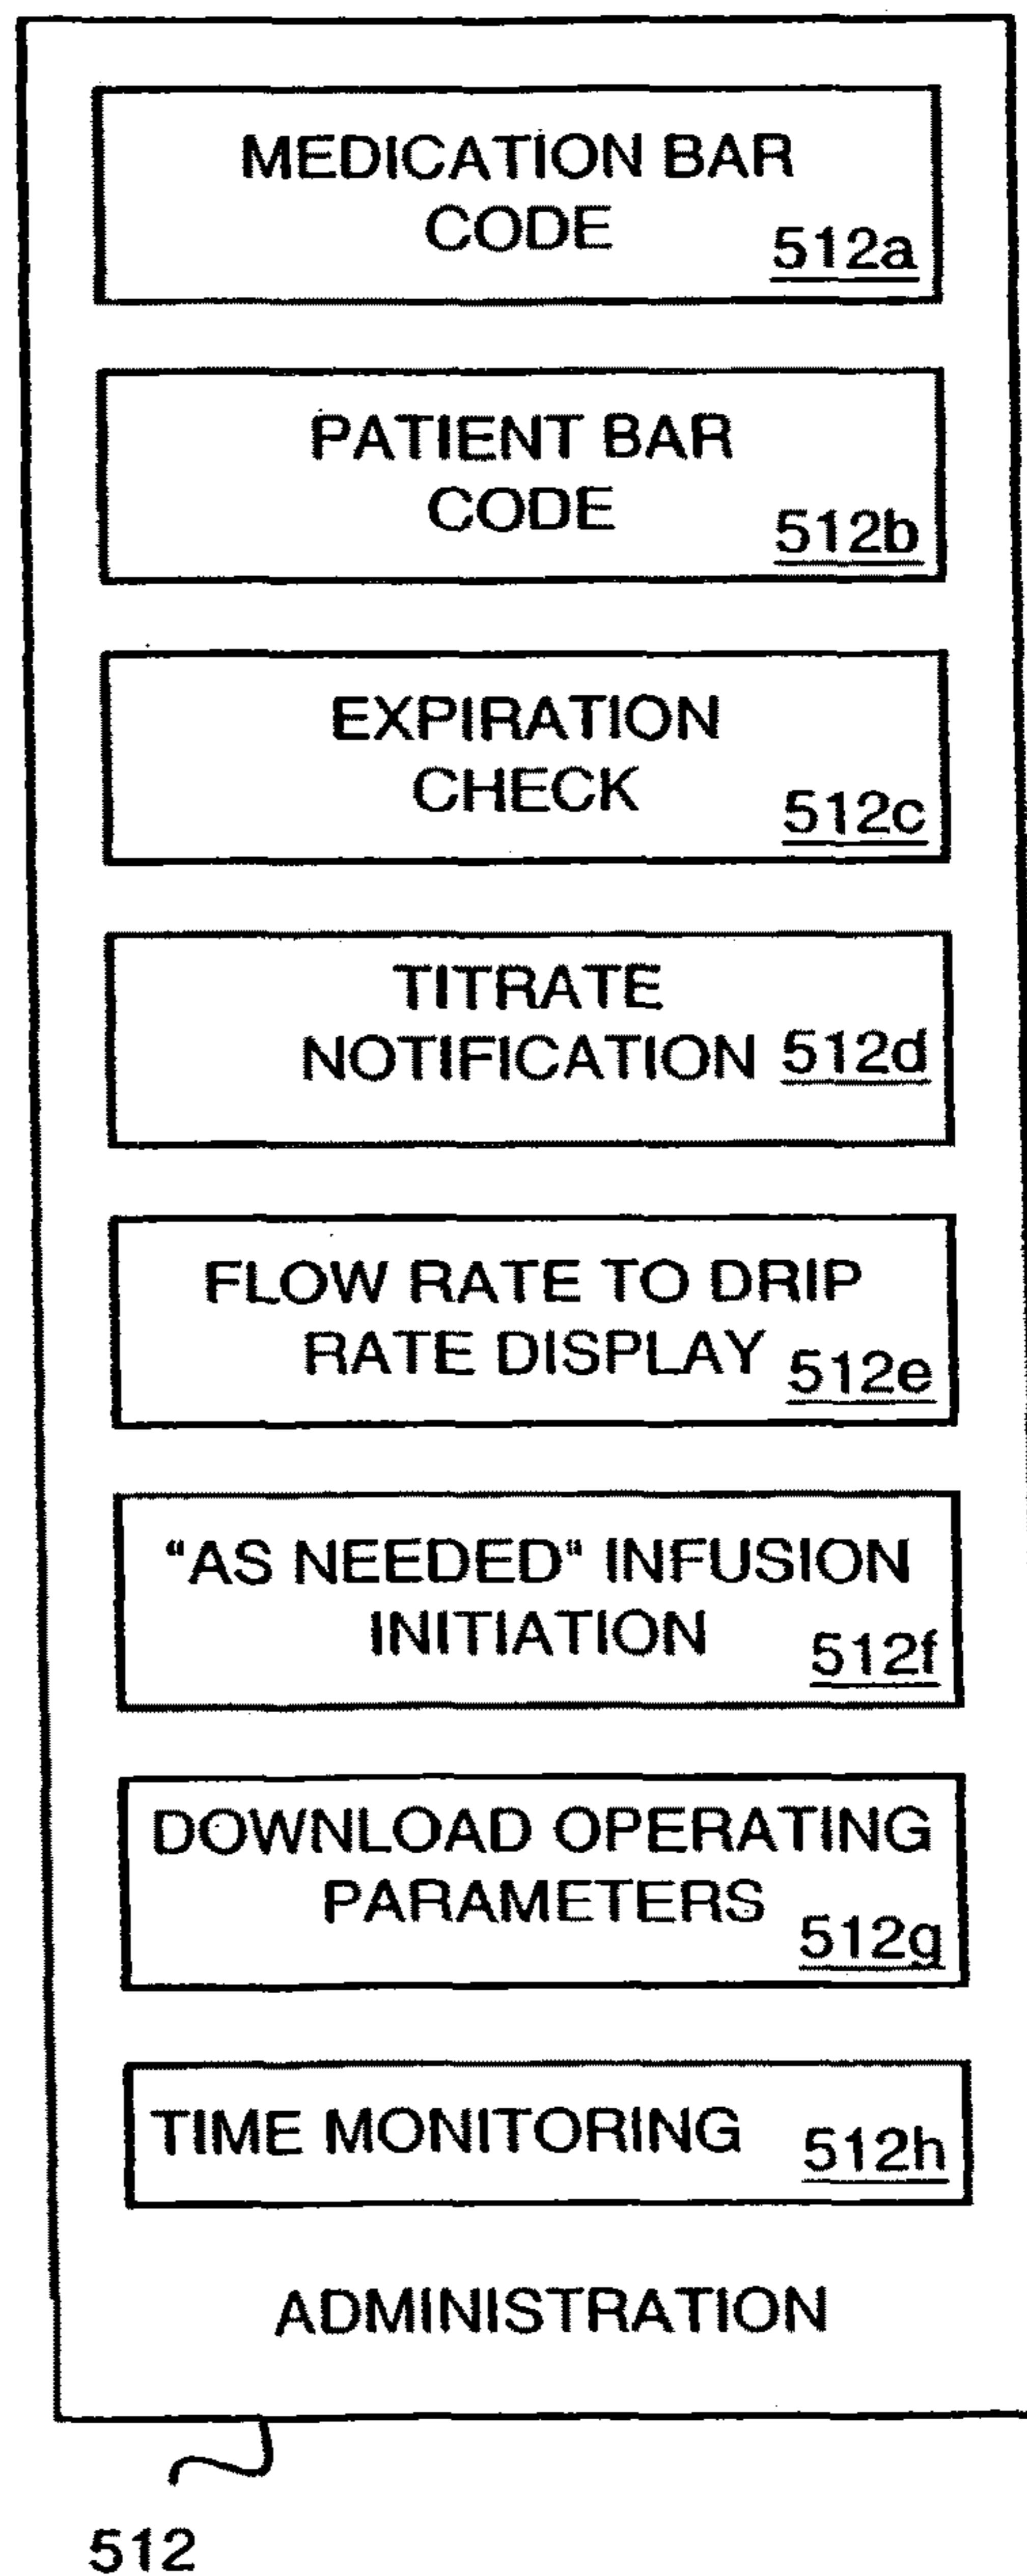 MEDICATION BAR
CODE 512a
PATIENT BAR
CODE 512b
EXPIRATION
CHECK 512c
TITRATE
NOTIFICATION 512d
FLOW RATE TO DRIP
RATE DISPLAY 512e
"AS NEEDED" INFUSION
INITIATION 512f
DOWNLOAD OPERATING
PARAMETERS 512g
TIME MONITORING 512h
ADMINISTRATION
512